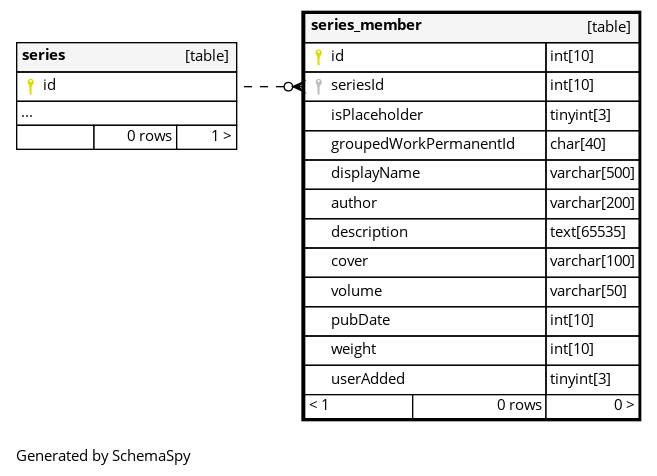 series [table]
id
...
0 rows 1 >
series_member [table]
id int[10]
seriesId int[10]
isPlaceholder tinyint[3]
groupedWorkPermanentId char[40]
displayName varchar[500]
author varchar[200]
description text[65535]
cover varchar[100]
volume varchar[50]
pubDate int[10]
weight int[10]
userAdded tinyint[3]
< 1 0 rows 0 >
Generated by SchemaSpy